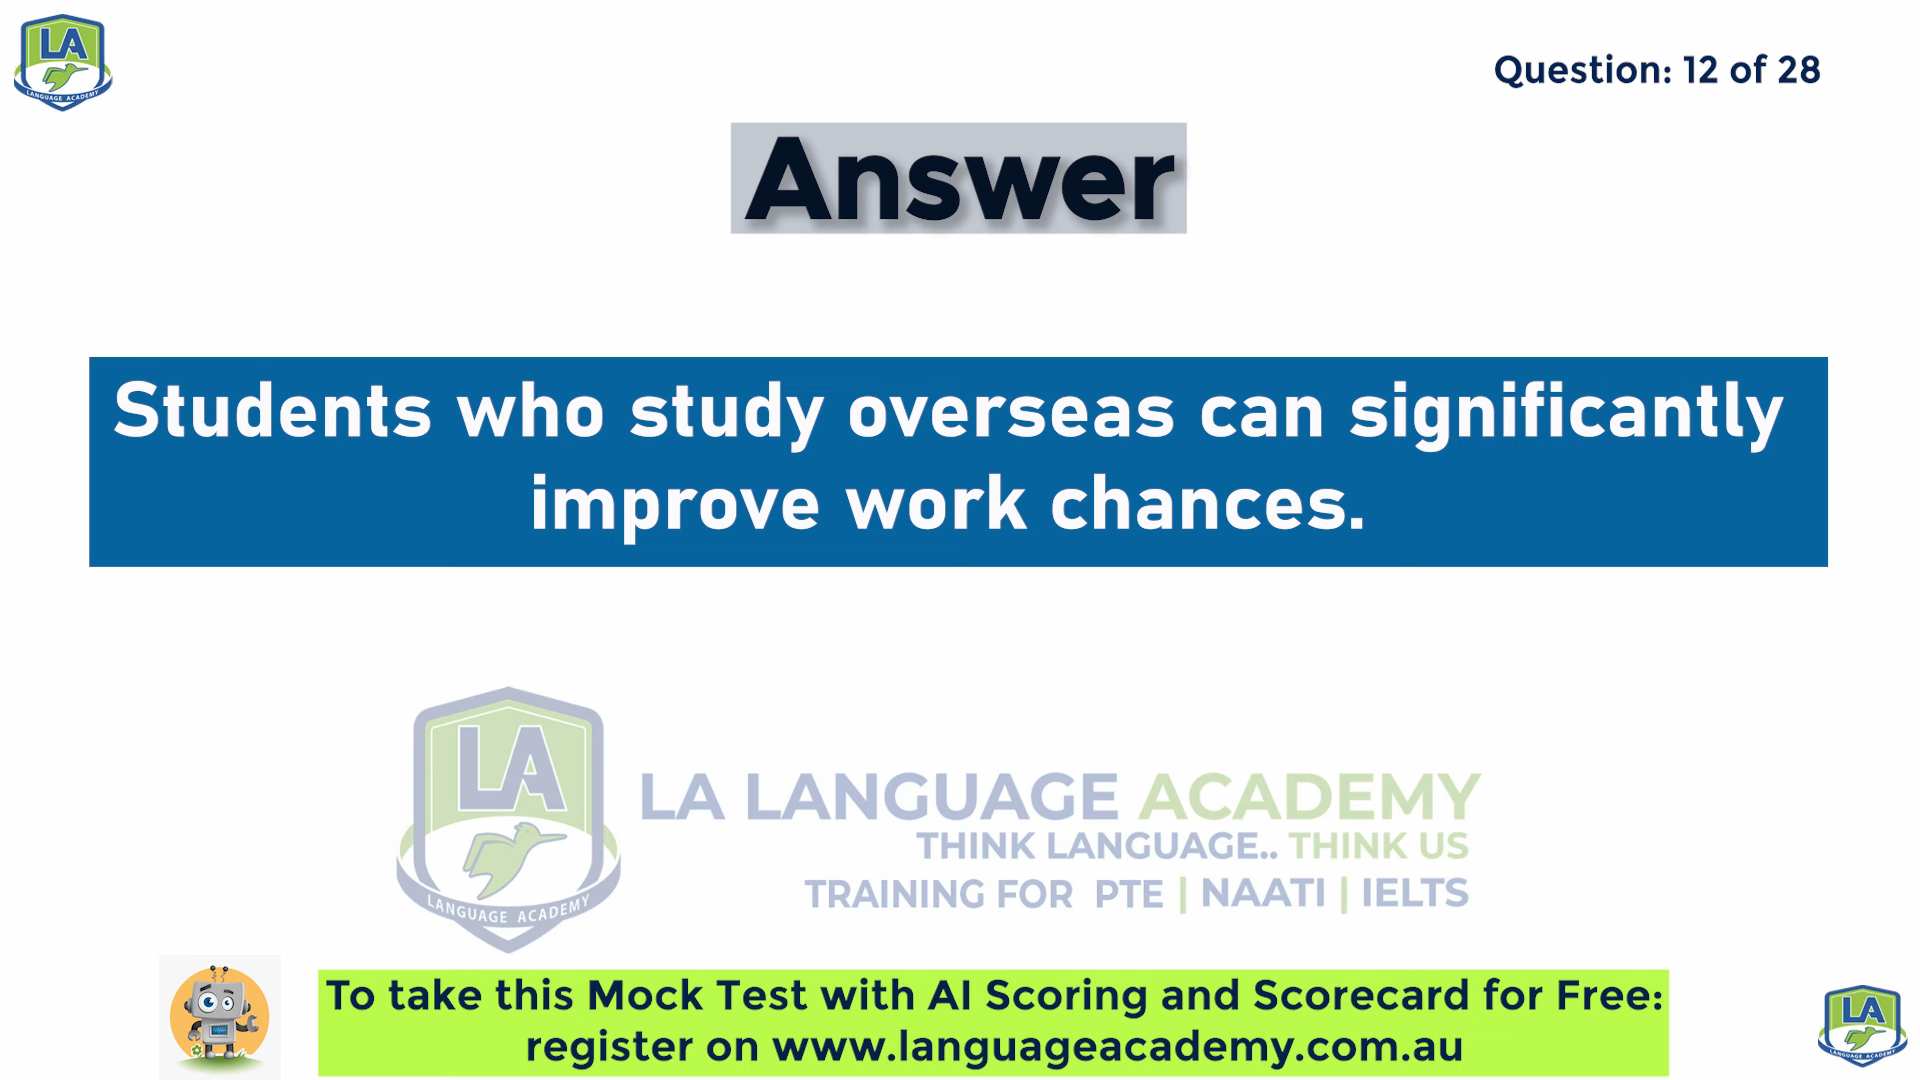 LA
LANGUAGE ACADEMY
Question: 12 of 28
Answer
Students who study overseas can significantly
improve work chances.
LA
LANGUAGE ACADEMY
LA LANGUAGE ACADEMY
THINK LANGUAGE.. THINK US
TRAINING FOR PTE | NAATI | IELTS
To take this Mock Test with AI Scoring and Scorecard for Free:
register on www.languageacademy.com.au
LA
LANGUAGE ACADEMY